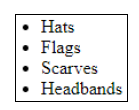 • Hats
• Flags
• Scarves
• Headbands